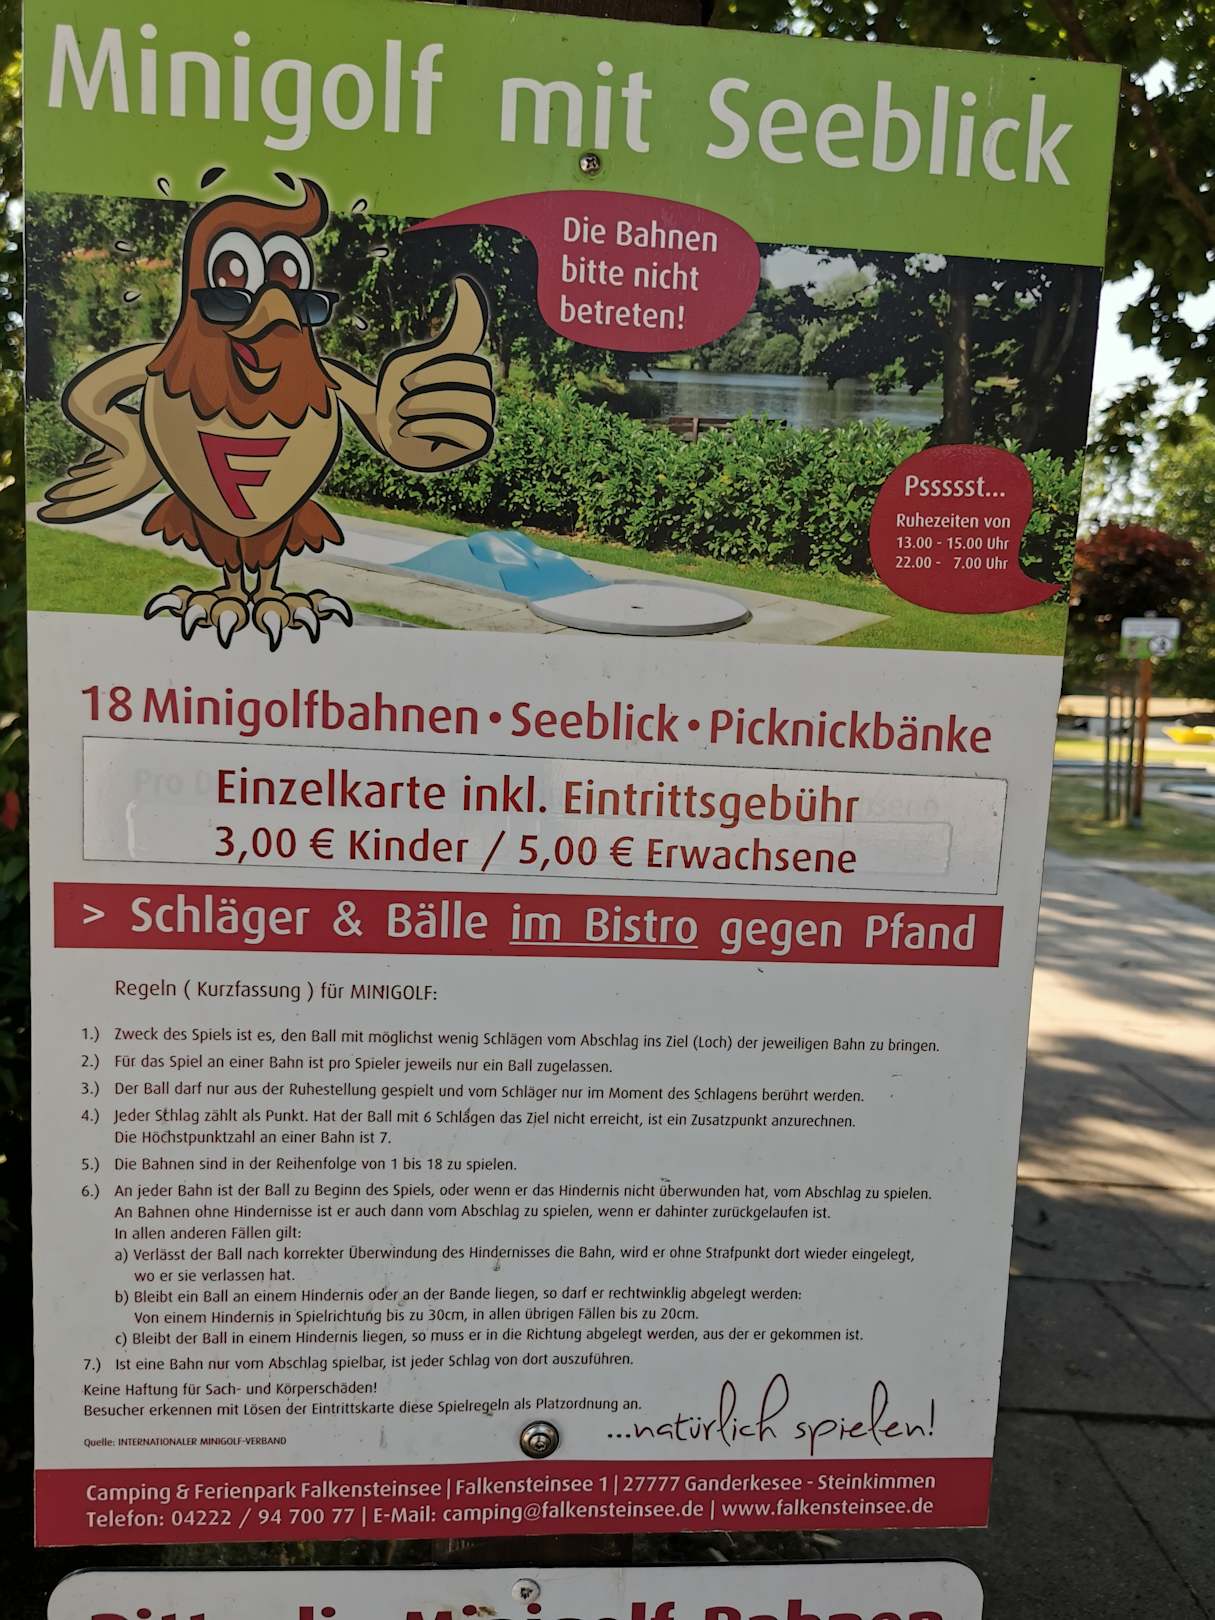 Minigolf mit Seeblick
Die Bahnen
bitte nicht
betreten!
F
Pssssst...
Ruhezeiten von
13.00 - 15.00 Uhr
22.00 - 7.00 Uhr
18 Minigolfbahnen • Seeblick • Picknickbänke
Einzelkarte inkl. Eintrittsgebühr
3,00 € Kinder / 5,00 € Erwachsene
> Schläger & Bälle im Bistro gegen Pfand
Regeln ( Kurzfassung ) für MINIGOLF:
1.) Zweck des Spiels ist es, den Ball mit möglichst wenig Schlägen vom Abschlag ins Ziel (Loch) der jeweiligen Bahn zu bringen.
2.) Für das Spiel an einer Bahn ist pro Spieler jeweils nur ein Ball zugelassen.
3.) Der Ball darf nur aus der Ruhestellung gespielt und vom Schläger nur im Moment des Schlagens berührt werden.
4.) Jeder Schlag zählt als Punkt. Hat der Ball mit 6 Schlägen das Ziel nicht erreicht, ist ein Zusatzpunkt anzurechnen.
Die Höchstpunktzahl an einer Bahn ist 7.
5.) Die Bahnen sind in der Reihenfolge von 1 bis 18 zu spielen.
6.) An jeder Bahn ist der Ball zu Beginn des Spiels, oder wenn er das Hindernis nicht überwunden hat, vom Abschlag zu spielen.
An Bahnen ohne Hindernisse ist er auch dann vom Abschlag zu spielen, wenn er dahinter zurückgelaufen ist.
In allen anderen Fällen gilt:
a) Verlässt der Ball nach korrekter Überwindung des Hindernisses die Bahn, wird er ohne Strafpunkt dort wieder eingelegt,
wo er sie verlassen hat.
b) Bleibt ein Ball an einem Hindernis oder an der Bande liegen, so darf er rechtwinklig abgelegt werden:
Von einem Hindernis in Spielrichtung bis zu 30cm, in allen übrigen Fällen bis zu 20cm.
c) Bleibt der Ball in einem Hindernis liegen, so muss er in die Richtung abgelegt werden, aus der er gekommen ist.
7.) Ist eine Bahn nur vom Abschlag spielbar, ist jeder Schlag von dort auszuführen.
Keine Haftung für Sach- und Körperschäden!
Besucher erkennen mit Lösen der Eintrittskarte diese Spielregeln als Platzordnung an.
...natürlich spielen!
Quelle: INTERNATIONALER MINIGOLF-VERBAND
Camping & Ferienpark Falkensteinsee | Falkensteinsee 1 | 27777 Ganderkesee - Steinkimmen
Telefon: 04222 / 94 700 77 | E-Mail: camping@falkensteinsee.de | www.falkensteinsee.de
Bitte die Minigolf Bahnen